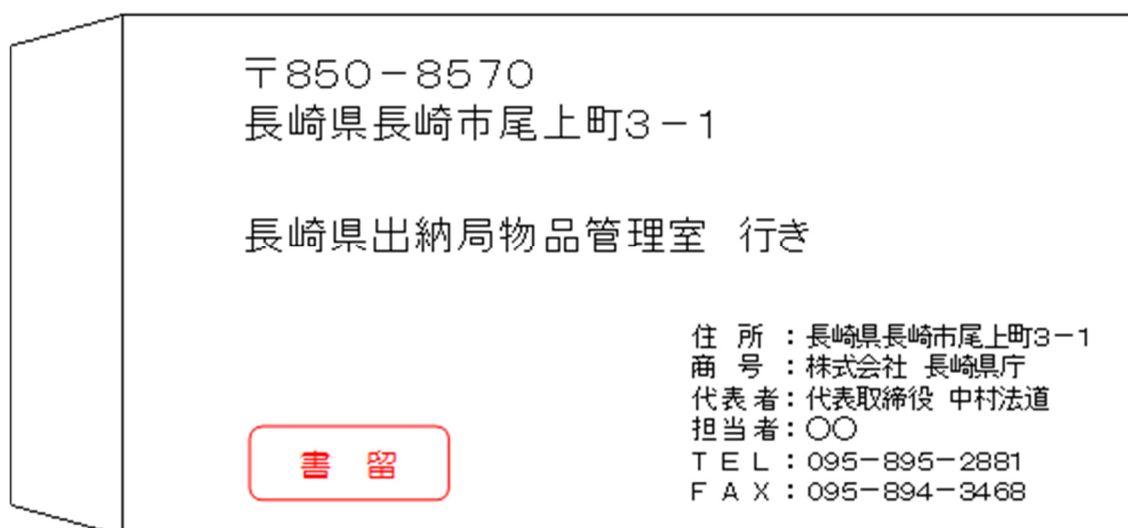 〒850-8570
長崎県長崎市尾上町3-1
長崎県出納局物品管理室 行き
住 所 :長崎県長崎市尾上町3-1
商 号 :株式会社 長崎県庁
代表者:代表取締役 中村法道
担当者:〇〇
TEL:095-895-2881
FAX:095-894-3468
書 留